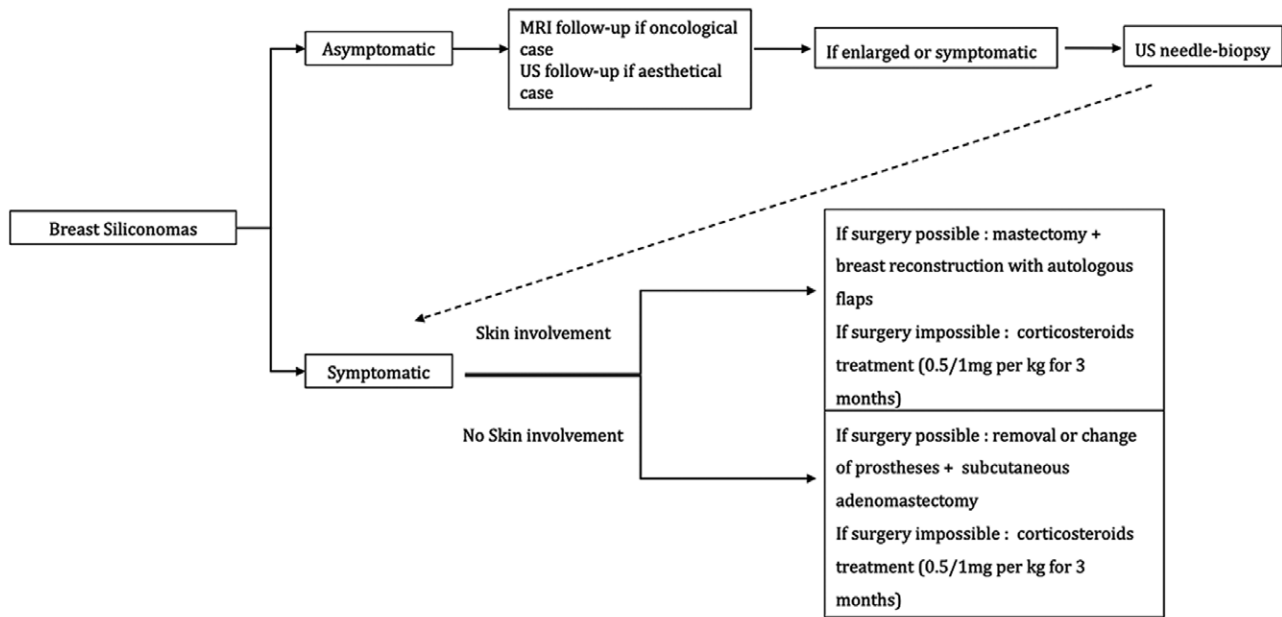 Asymptomatic
MRI follow-up if oncological
case
US follow-up if aesthetical
case
If enlarged or symptomatic
US needle-biopsy
Breast Siliconomas
Symptomatic
Skin involvement
No Skin involvement
If surgery possible : mastectomy +
breast reconstruction with autologous
flaps
If surgery impossible : corticosteroids
treatment (0.5/1mg per kg for 3
months)
If surgery possible : removal or change
of prostheses + subcutaneous
adenomastectomy
If surgery impossible : corticosteroids
treatment (0.5/1mg per kg for 3
months)